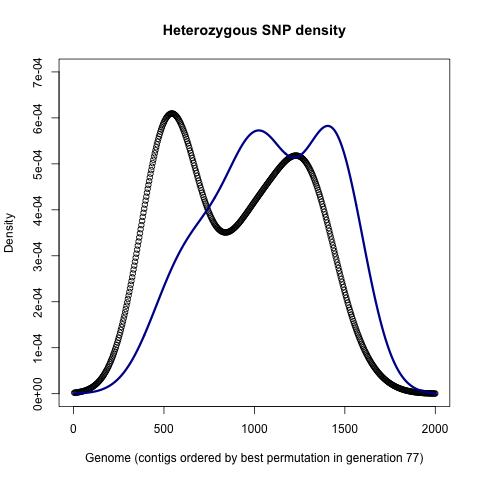 Heterozygous SNP density
7e-04
6e-04
5e-04
4e-04
3e-04
2e-04
1e-04
0e+00
Density
0 500 1000 1500 2000
Genome (contigs ordered by best permutation in generation 77)